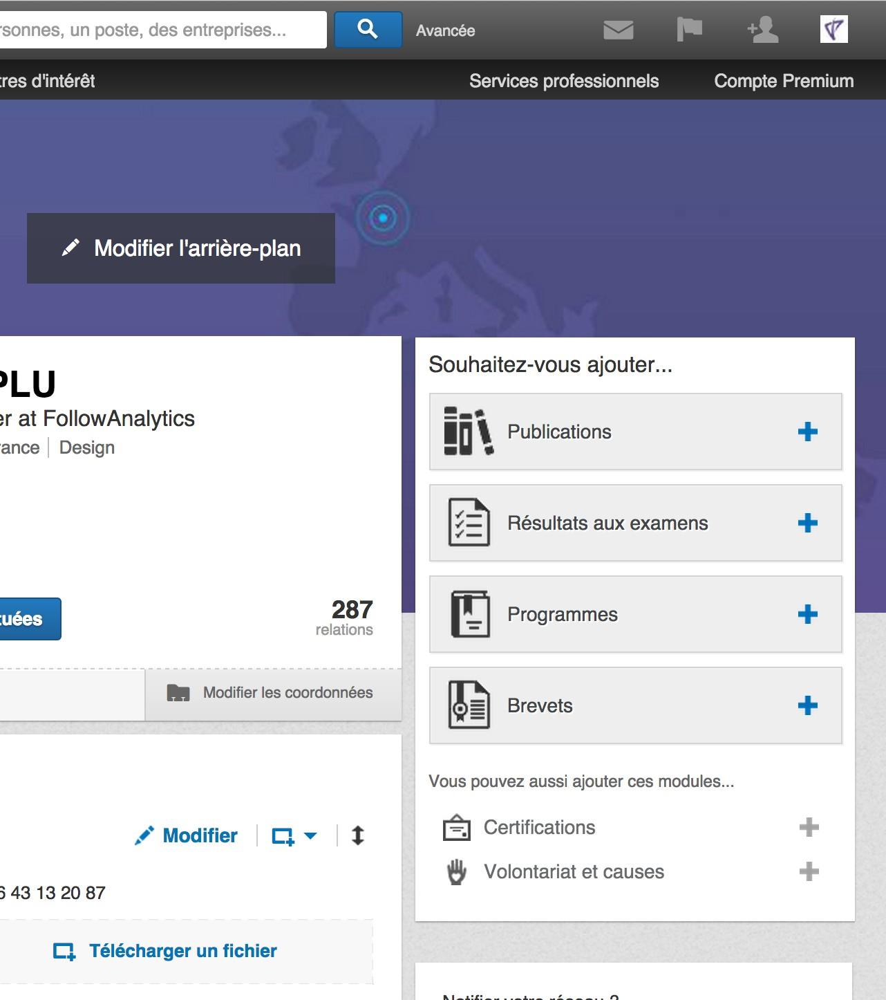 rsonnes, un poste, des entreprises...
Avancée
tres d'intérêt
Services professionnels
Compte Premium
Modifier l'arrière-plan
PLU
er at FollowAnalytics
rance
Design
tuées
287
relations
Modifier les coordonnées
Modifier
6 43 13 20 87
Télécharger un fichier
Souhaitez-vous ajouter...
Publications
Résultats aux examens
Programmes
Brevets
Vous pouvez aussi ajouter ces modules...
Certifications
Volontariat et causes
Notifier votre réseau ?